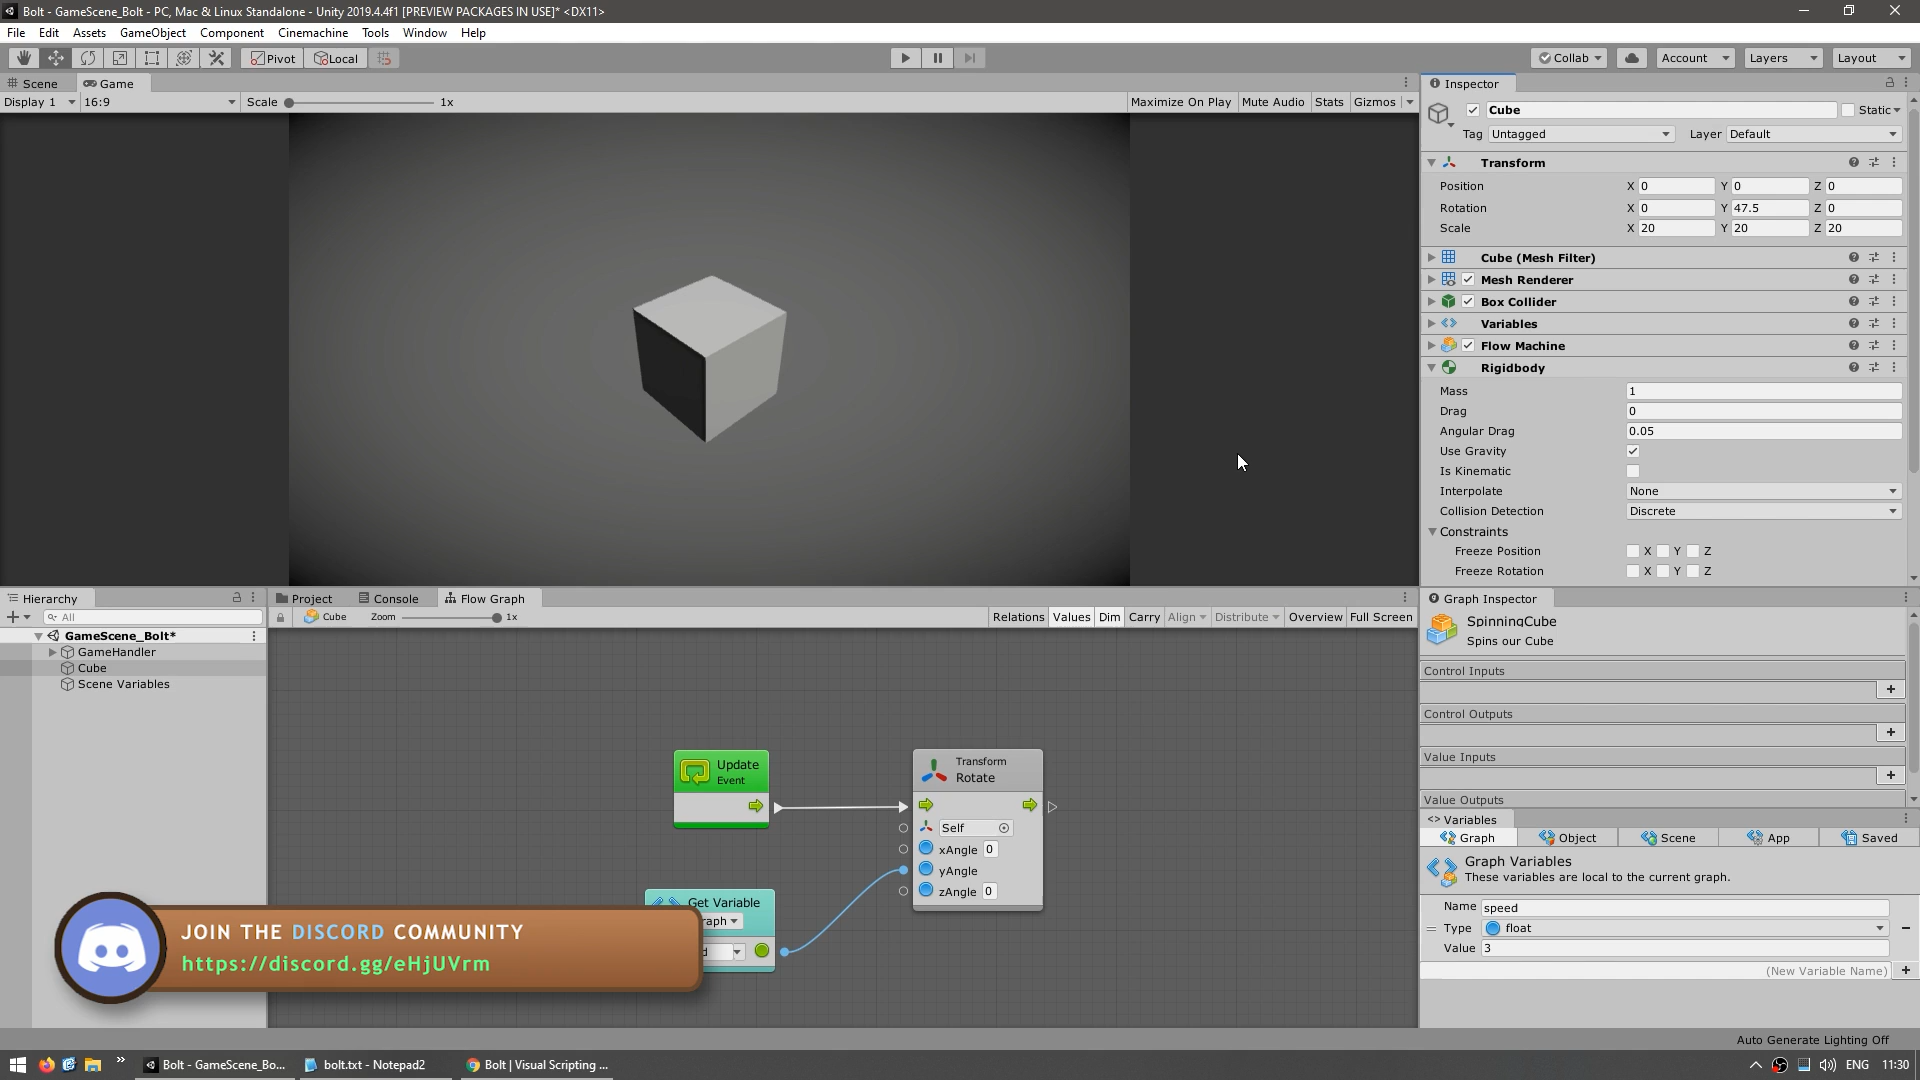 Bolt - GameScene_Bolt - PC, Mac & Linux Standalone - Unity 2019.4.4f1 [PREVIEW PACKAGES IN USE]* <DX11>
File Edit Assets GameObject Component Cinemachine Tools Window Help
Pivot Local Collab Account Layers Layout
Scene Game
Display 1 16:9 Scale 1x Maximize On Play Mute Audio Stats Gizmos
Inspector
Cube Static
Tag Untagged Layer Default
Transform
Position X 0 Y 0 Z 0
Rotation X 0 Y 47.5 Z 0
Scale X 20 Y 20 Z 20
Cube (Mesh Filter)
Mesh Renderer
Box Collider
Variables
Flow Machine
Rigidbody
Mass 1
Drag 0
Angular Drag 0.05
Use Gravity
Is Kinematic
Interpolate None
Collision Detection Discrete
Constraints
Freeze Position X Y Z
Freeze Rotation X Y Z
Hierarchy
All
GameScene_Bolt*
GameHandler
Cube
Scene Variables
Project Console Flow Graph
Cube Zoom 1x Relations Values Dim Carry Align Distribute Overview Full Screen
Update
Event
Transform
Rotate
Self
xAngle 0
yAngle
zAngle 0
Get Variable
raph
d
JOIN THE DISCORD COMMUNITY
https://discord.gg/eHjUVrm
Graph Inspector
SpinningCube
Spins our Cube
Control Inputs
Control Outputs
Value Inputs
Value Outputs
<> Variables
Graph Object Scene App Saved
Graph Variables
These variables are local to the current graph.
Name speed
Type float
Value 3
(New Variable Name)
Auto Generate Lighting Off
Bolt - GameScene_Bo... bolt.txt - Notepad2 Bolt | Visual Scripting ... ENG 11:30